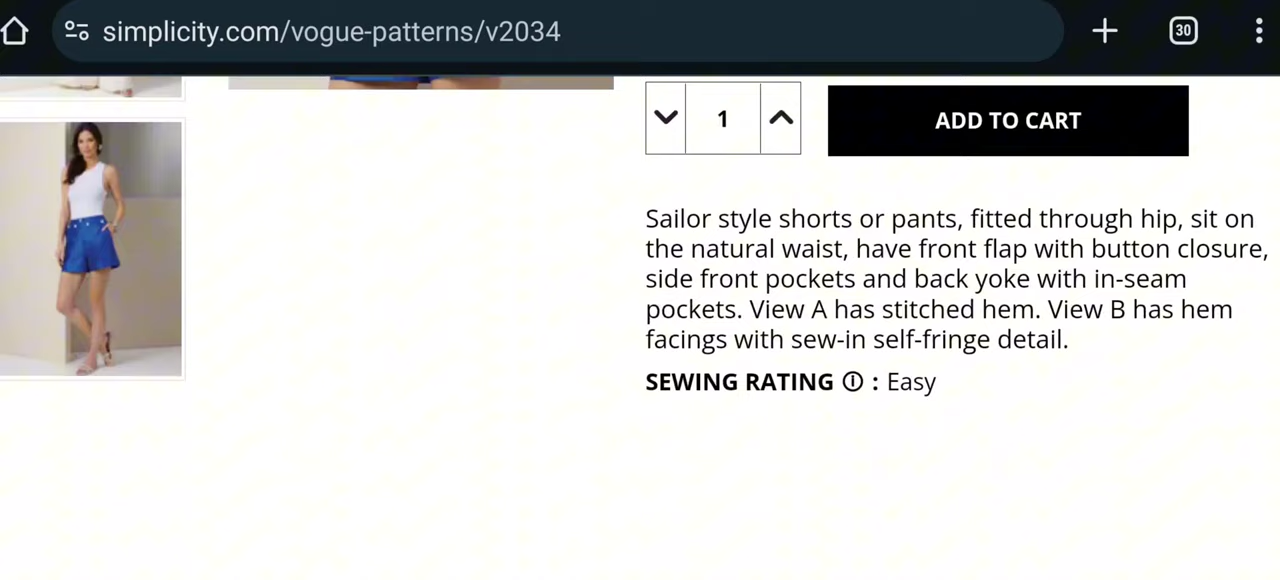 simplicity.com/vogue-patterns/v2034
30
1
ADD TO CART
Sailor style shorts or pants, fitted through hip, sit on
the natural waist, have front flap with button closure,
side front pockets and back yoke with in-seam
pockets. View A has stitched hem. View B has hem
facings with sew-in self-fringe detail.
SEWING RATING ⓘ : Easy